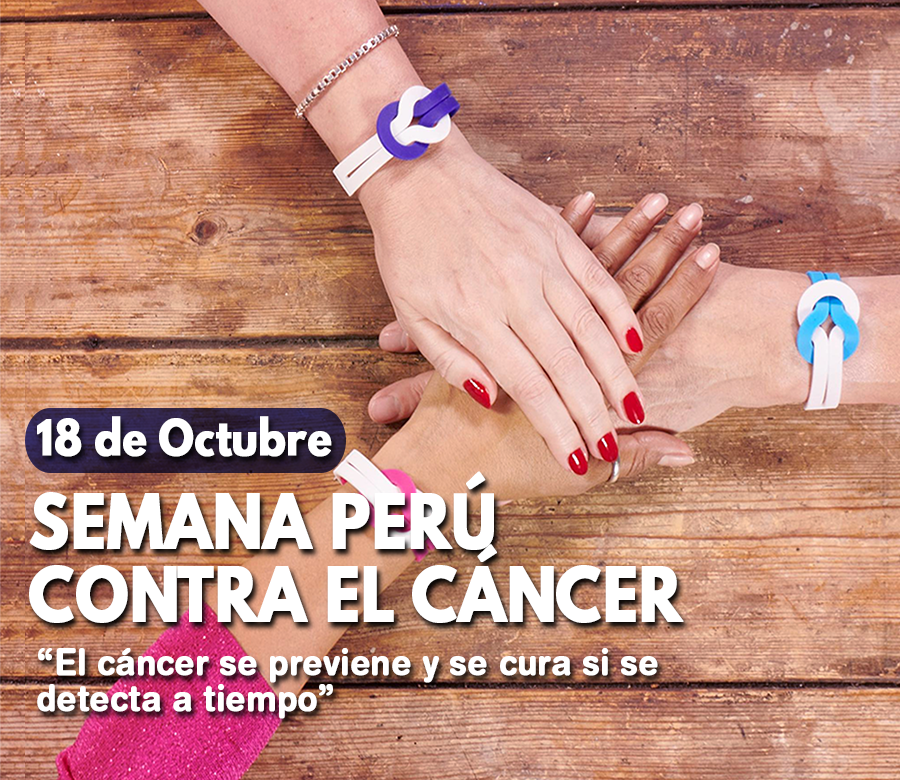 18 de Octubre
SEMANA PERÚ
CONTRA EL CÁNCER
“El cáncer se previene y se cura si se
detecta a tiempo”